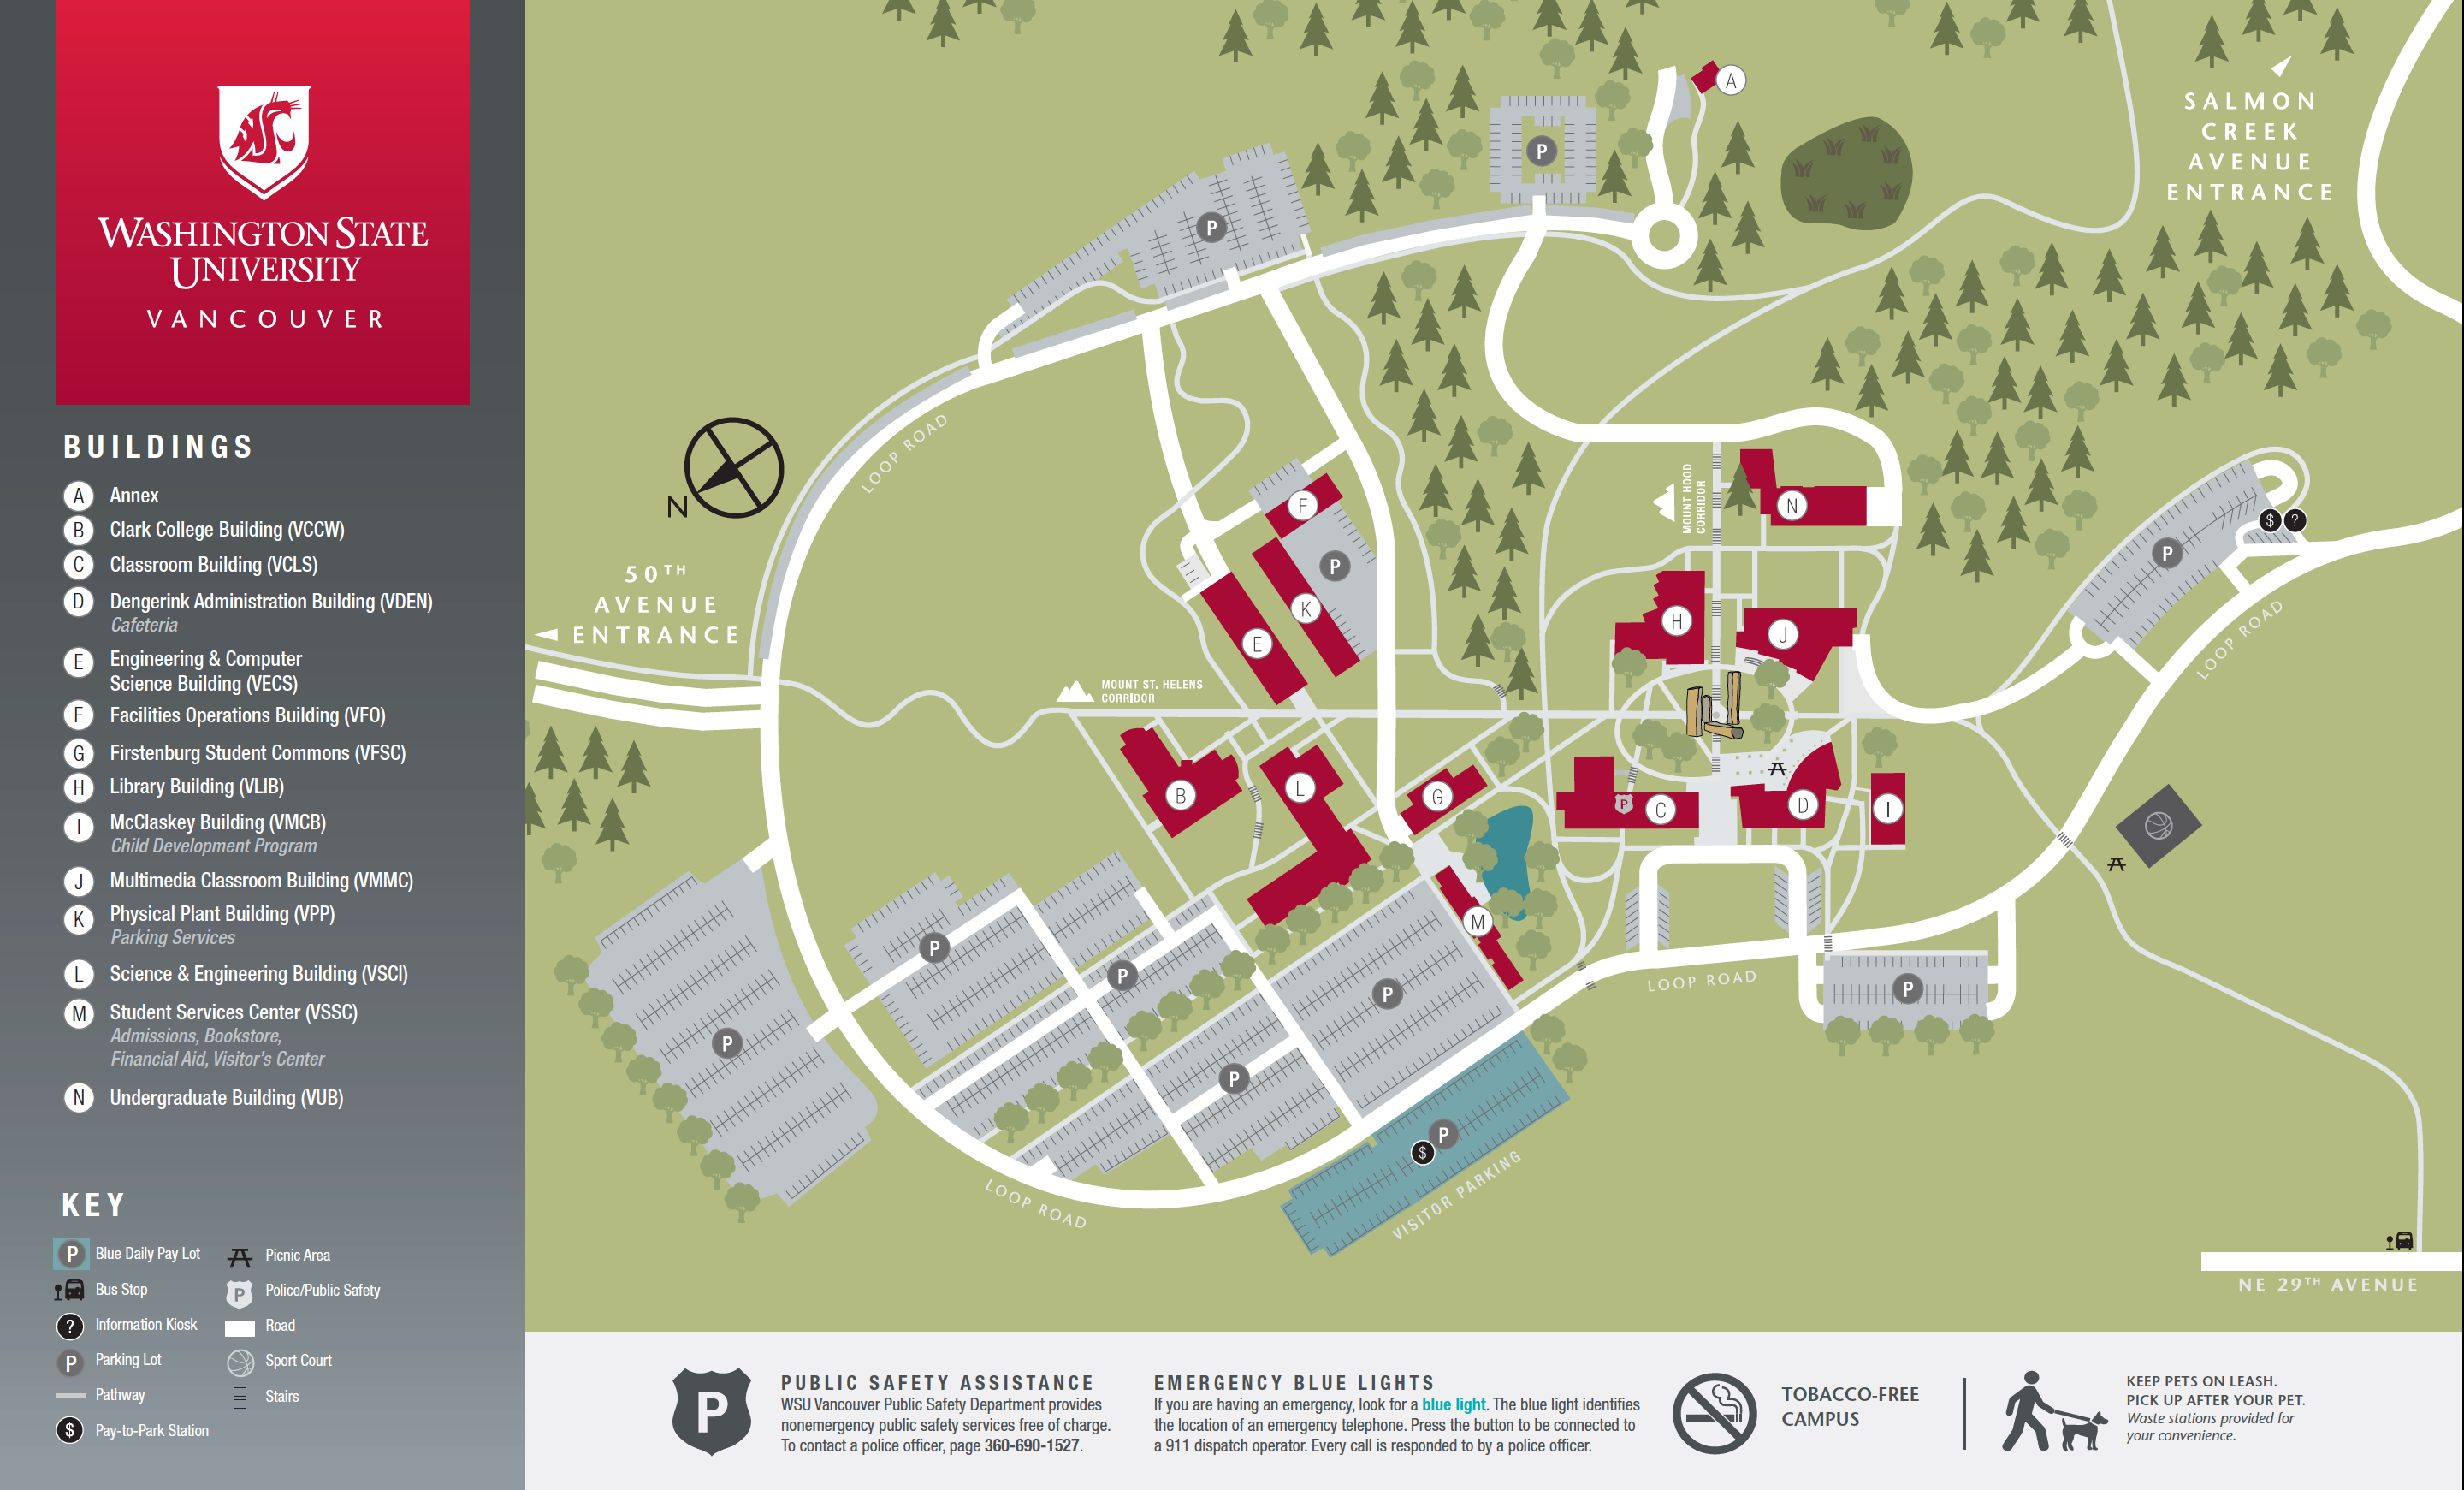 WASHINGTON STATE
UNIVERSITY
VANCOUVER
BUILDINGS
A Annex
B Clark College Building (VCCW)
C Classroom Building (VCLS)
D Dengerink Administration Building (VDEN)
Cafeteria
E Engineering & Computer
Science Building (VECS)
F Facilities Operations Building (VFO)
G Firstenburg Student Commons (VFSC)
H Library Building (VLIB)
I McClaskey Building (VMCB)
Child Development Program
J Multimedia Classroom Building (VMMC)
K Physical Plant Building (VPP)
Parking Services
L Science & Engineering Building (VSCI)
M Student Services Center (VSSC)
Admissions, Bookstore,
Financial Aid, Visitor's Center
N Undergraduate Building (VUB)
KEY
P Blue Daily Pay Lot
Bus Stop
? Information Kiosk
P Parking Lot
Pathway
$ Pay-to-Park Station
Picnic Area
P Police/Public Safety
Road
Sport Court
Stairs
A
P
SALMON
CREEK
AVENUE
ENTRANCE
P
LOOP ROAD
N
MOUNT HOOD
CORRIDOR
N
F
$ ?
P
P
50TH
AVENUE
ENTRANCE
K
H
J
E
LOOP ROAD
MOUNT ST. HELENS
CORRIDOR
B
L
G
P
C
D
I
M
P
P
P
LOOP ROAD
P
P
P
P
$
VISITOR PARKING
LOOP ROAD
NE 29TH AVENUE
P
PUBLIC SAFETY ASSISTANCE
WSU Vancouver Public Safety Department provides
nonemergency public safety services free of charge.
To contact a police officer, page 360-690-1527.
EMERGENCY BLUE LIGHTS
If you are having an emergency, look for a blue light. The blue light identifies
the location of an emergency telephone. Press the button to be connected to
a 911 dispatch operator. Every call is responded to by a police officer.
TOBACCO-FREE
CAMPUS
KEEP PETS ON LEASH.
PICK UP AFTER YOUR PET.
Waste stations provided for
your convenience.